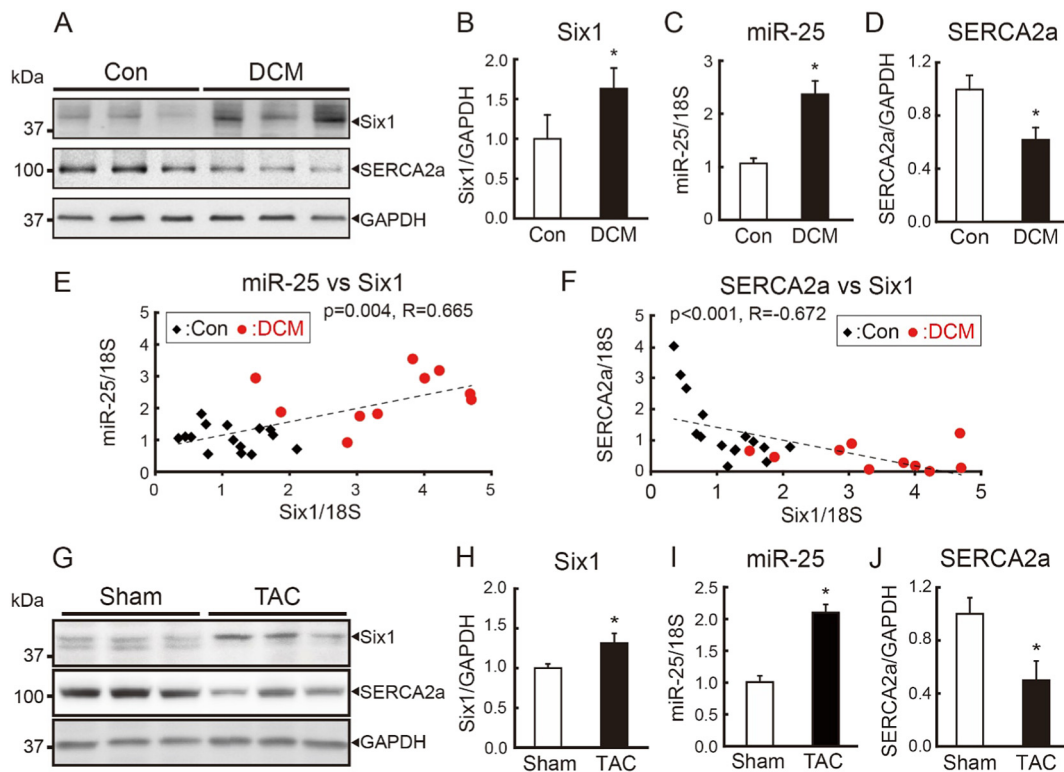 A
kDa
Con DCM
37
Six1
100
SERCA2a
37
GAPDH
B
Six1
Six1/GAPDH
2.0
1.5
1.0
0.5
0.0
*
Con DCM
C
miR-25
miR-25/18S
3
2
1
0
*
Con DCM
D
SERCA2a
SERCA2a/GAPDH
1.2
0.8
0.4
0.0
*
Con DCM
E
miR-25 vs Six1
p=0.004, R=0.665
:Con :DCM
miR-25/18S
5
4
3
2
1
0
0 1 2 3 4 5
Six1/18S
F
SERCA2a vs Six1
p<0.001, R=-0.672
:Con :DCM
SERCA2a/18S
5
4
3
2
1
0
0 1 2 3 4 5
Six1/18S
G
kDa
Sham TAC
37
Six1
100
SERCA2a
37
GAPDH
H
Six1
Six1/GAPDH
2.0
1.5
1.0
0.5
0.0
*
Sham TAC
I
miR-25
miR-25/18S
2.5
2.0
1.5
1.0
0.5
0.0
*
Sham TAC
J
SERCA2a
SERCA2a/GAPDH
1.2
0.8
0.4
0.0
*
Sham TAC